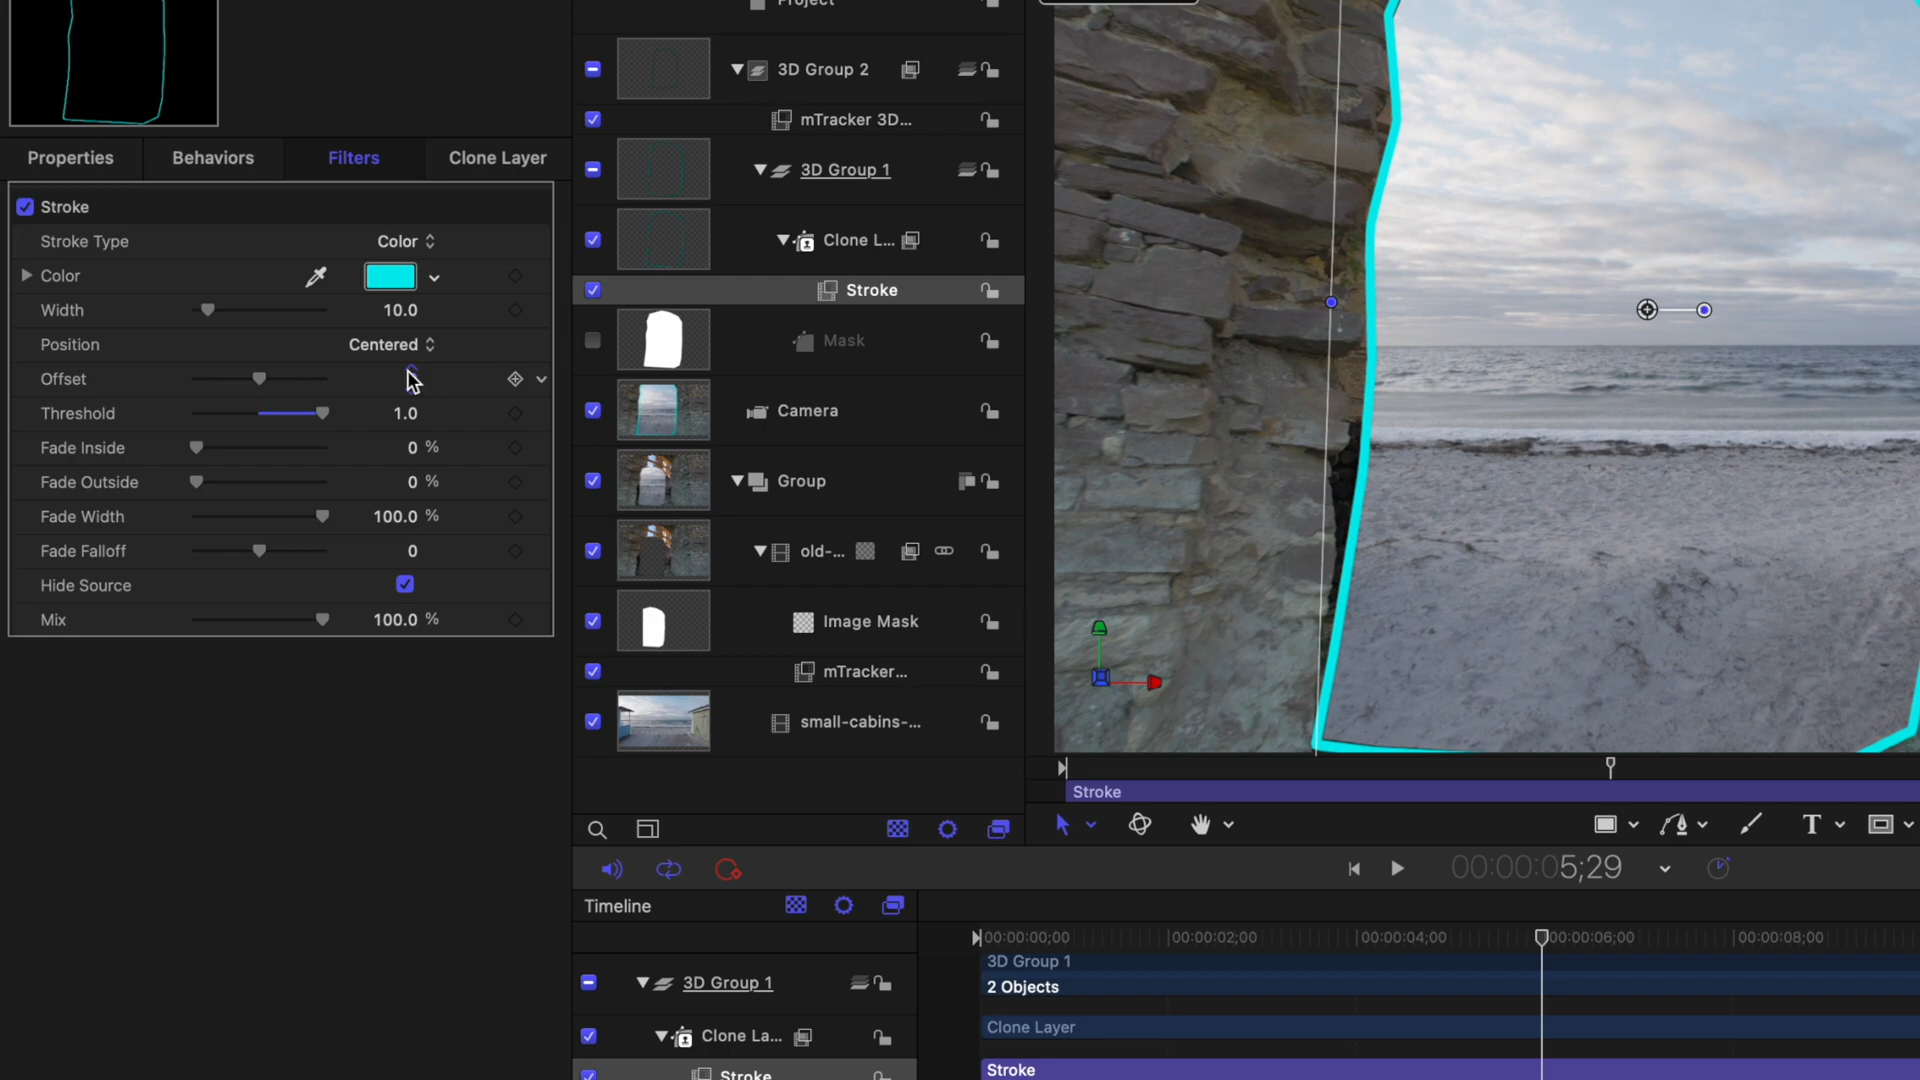 Project
3D Group 2
mTracker 3D...
Properties
Behaviors
Filters
Clone Layer
3D Group 1
Stroke
Stroke Type
Color
Clone L...
Color
Stroke
Width
10.0
Position
Centered
Mask
Offset
Threshold
1.0
Camera
Fade Inside
0 %
Fade Outside
0 %
Group
Fade Width
100.0 %
Fade Falloff
0
old-...
Hide Source
Mix
100.0 %
Image Mask
mTracker...
small-cabins-...
Stroke
T
00:00:05;29
Timeline
00:00:00;00
00:00:02;00
00:00:04;00
00:00:06;00
00:00:08;00
3D Group 1
3D Group 1
2 Objects
Clone La...
Clone Layer
Stroke
Stroke